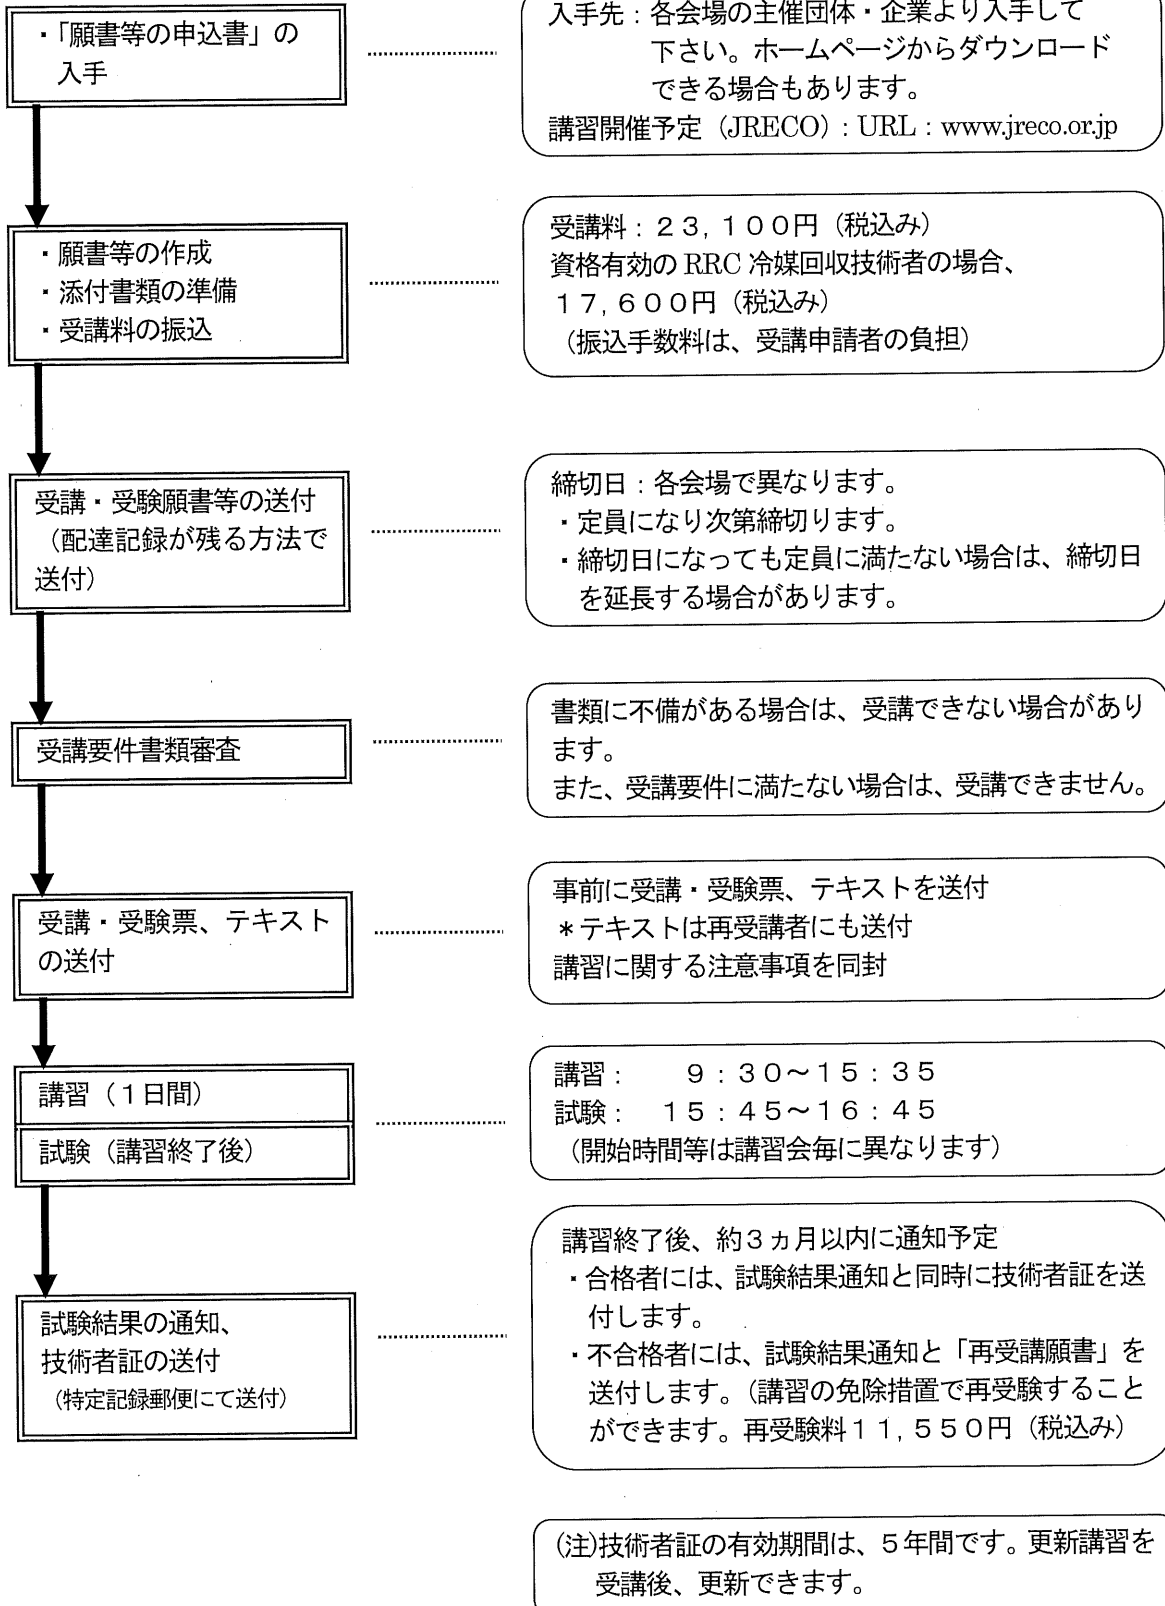 ・「願書等の申込書」の
入手
入手先：各会場の主催団体・企業より入手して
下さい。ホームページからダウンロード
できる場合もあります。
講習開催予定（JRECO）：URL：www.jreco.or.jp
・願書等の作成
・添付書類の準備
・受講料の振込
受講料：２３,１００円（税込み）
資格有効の RRC 冷媒回収技術者の場合、
１７,６００円（税込み）
（振込手数料は、受講申請者の負担）
受講・受験願書等の送付
（配達記録が残る方法で
送付）
締切日：各会場で異なります。
・定員になり次第締切ります。
・締切日になっても定員に満たない場合は、締切日
を延長する場合があります。
受講要件書類審査
書類に不備がある場合は、受講できない場合があり
ます。
また、受講要件に満たない場合は、受講できません。
受講・受験票、テキスト
の送付
事前に受講・受験票、テキストを送付
＊テキストは再受講者にも送付
講習に関する注意事項を同封
講習（１日間）
試験（講習終了後）
講習：　９：３０～１５：３５
試験：　１５：４５～１６：４５
（開始時間等は講習会毎に異なります）
試験結果の通知、
技術者証の送付
（特定記録郵便にて送付）
講習終了後、約３ヵ月以内に通知予定
・合格者には、試験結果通知と同時に技術者証を送
付します。
・不合格者には、試験結果通知と「再受講願書」を
送付します。（講習の免除措置で再受験すること
ができます。再受験料１１,５５０円（税込み）
（注）技術者証の有効期間は、５年間です。更新講習を
受講後、更新できます。